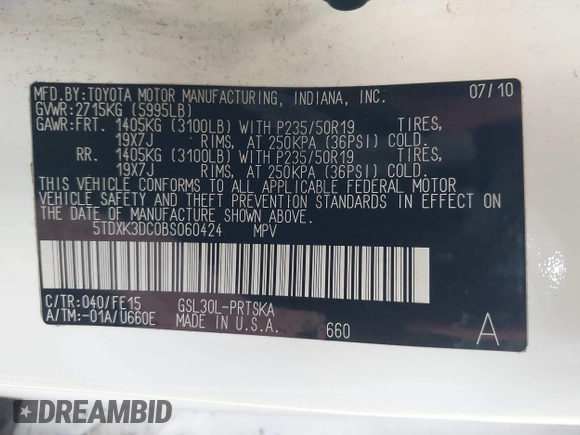 MFD.BY:TOYOTA MOTOR MANUFACTURING, INDIANA, INC. 07/10
GVWR:2715KG (5995LB)
GAWR:FRT. 1405KG (3100LB) WITH P235/50R19 TIRES,
19X7J RIMS, AT 250KPA (36PSI) COLD.
RR. 1405KG (3100LB) WITH P235/50R19 TIRES,
19X7J RIMS, AT 250KPA (36PSI) COLD.
THIS VEHICLE CONFORMS TO ALL APPLICABLE FEDERAL MOTOR
VEHICLE SAFETY AND THEFT PREVENTION STANDARDS IN EFFECT ON
THE DATE OF MANUFACTURE SHOWN ABOVE.
5TDXK3DC0BS060424 MPV
C/TR:040/FE15 GSL30L-PRTSKA
A/TM:-01A/U660E MADE IN U.S.A. 660 A
DREAMBID